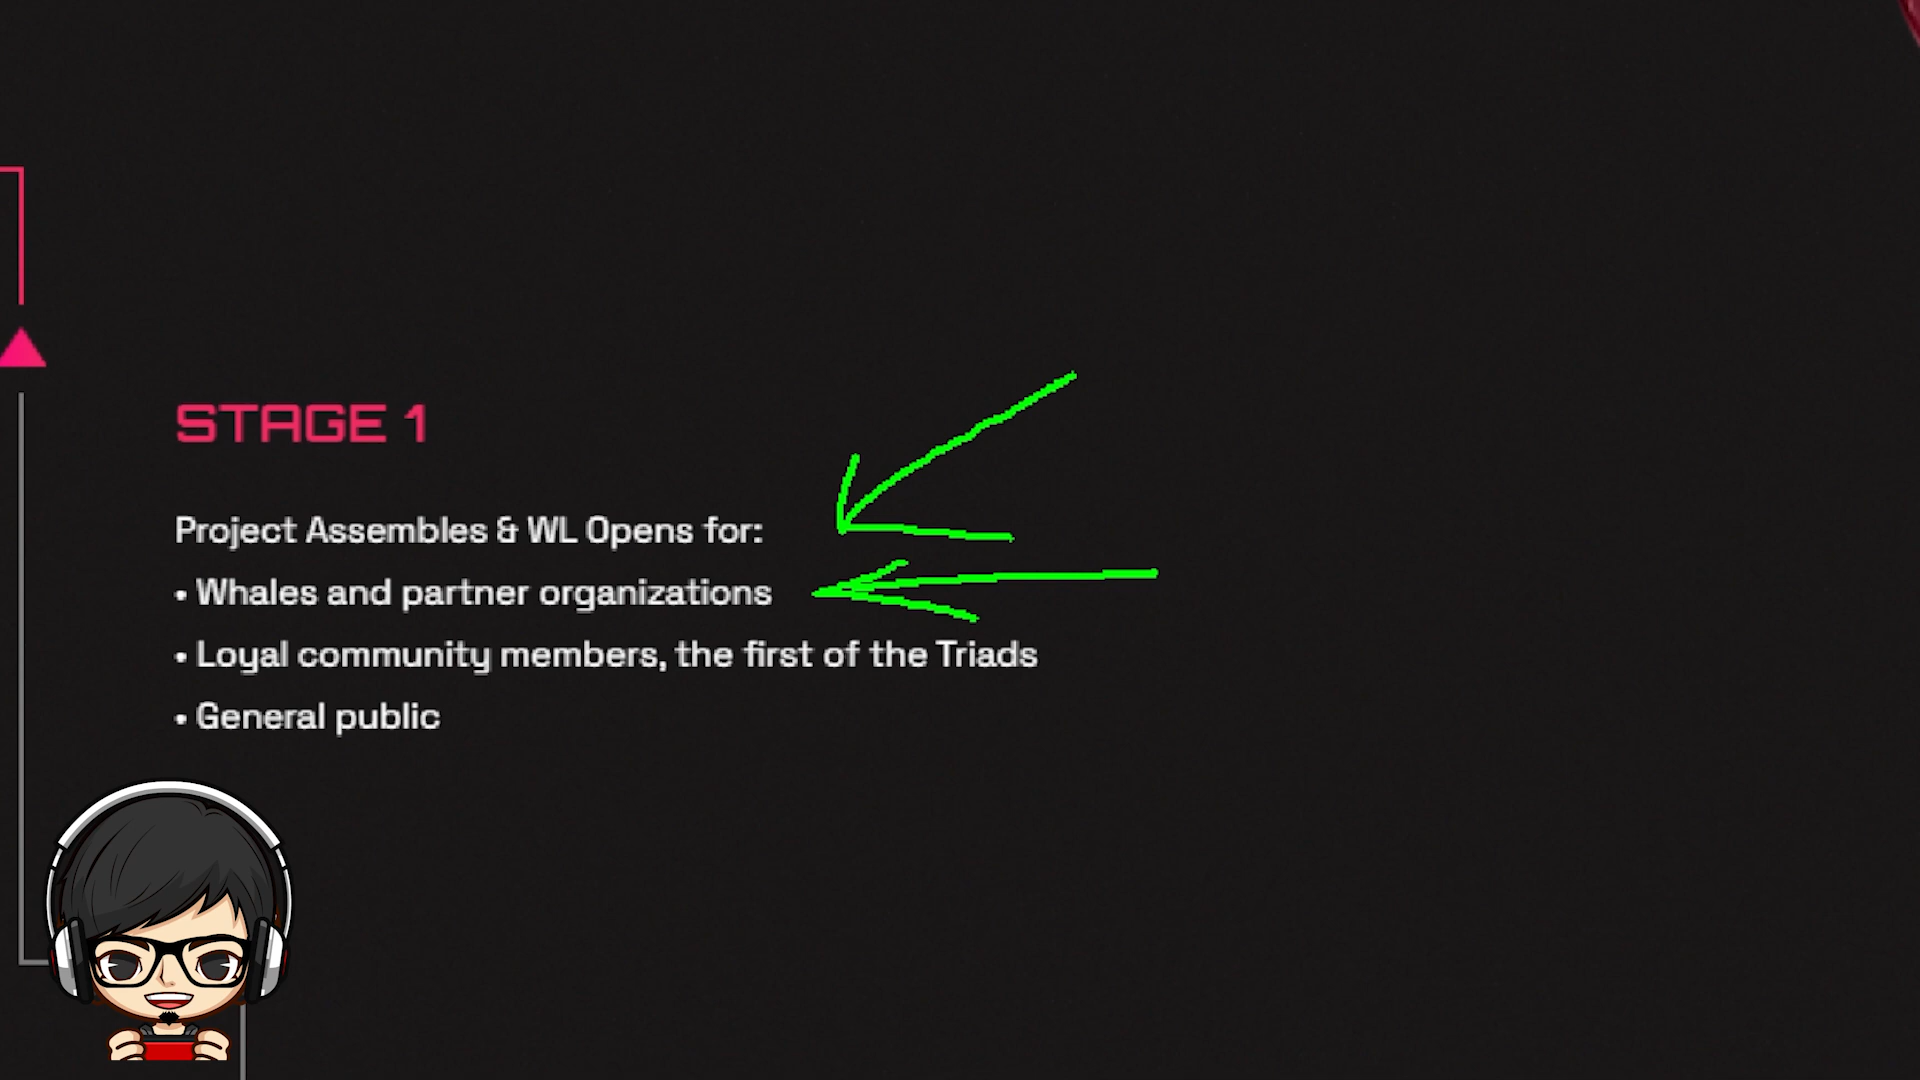 STAGE 1
Project Assembles & WL Opens for:
• Whales and partner organizations
• Loyal community members, the first of the Triads
• General public